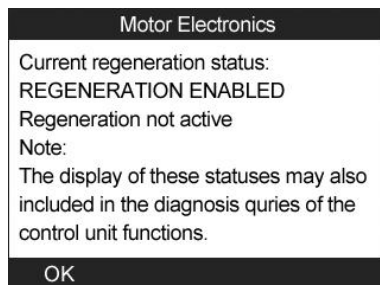 Motor Electronics
Current regeneration status:
REGENERATION ENABLED
Regeneration not active
Note:
The display of these statuses may also
included in the diagnosis quries of the
control unit functions.
OK